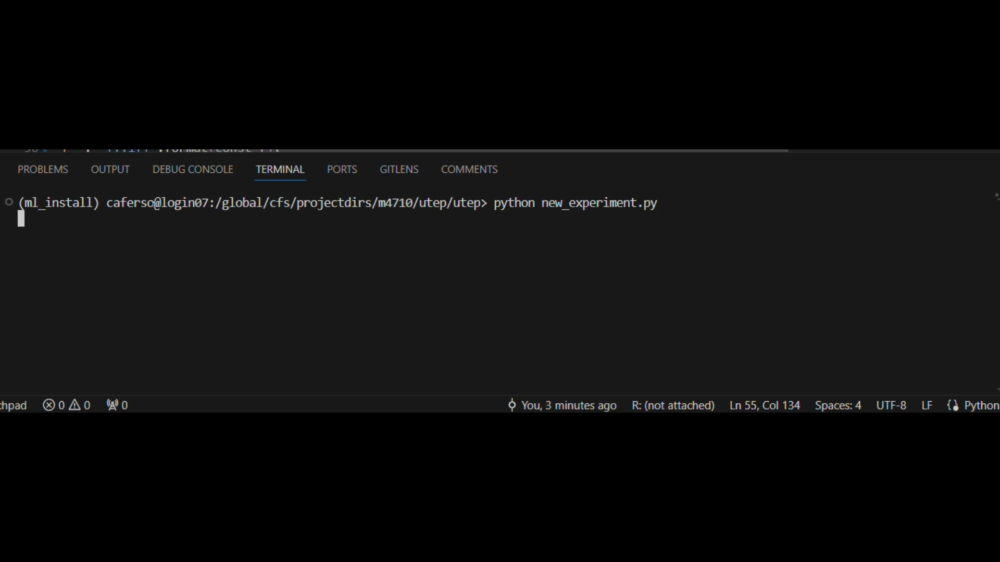 PROBLEMS OUTPUT DEBUG CONSOLE TERMINAL PORTS GITLENS COMMENTS
(ml_install) caferso@login07:/global/cfs/projectdirs/m4710/utep/utep> python new_experiment.py
chpad 0 0 0 You, 3 minutes ago R: (not attached) Ln 55, Col 134 Spaces: 4 UTF-8 LF Python